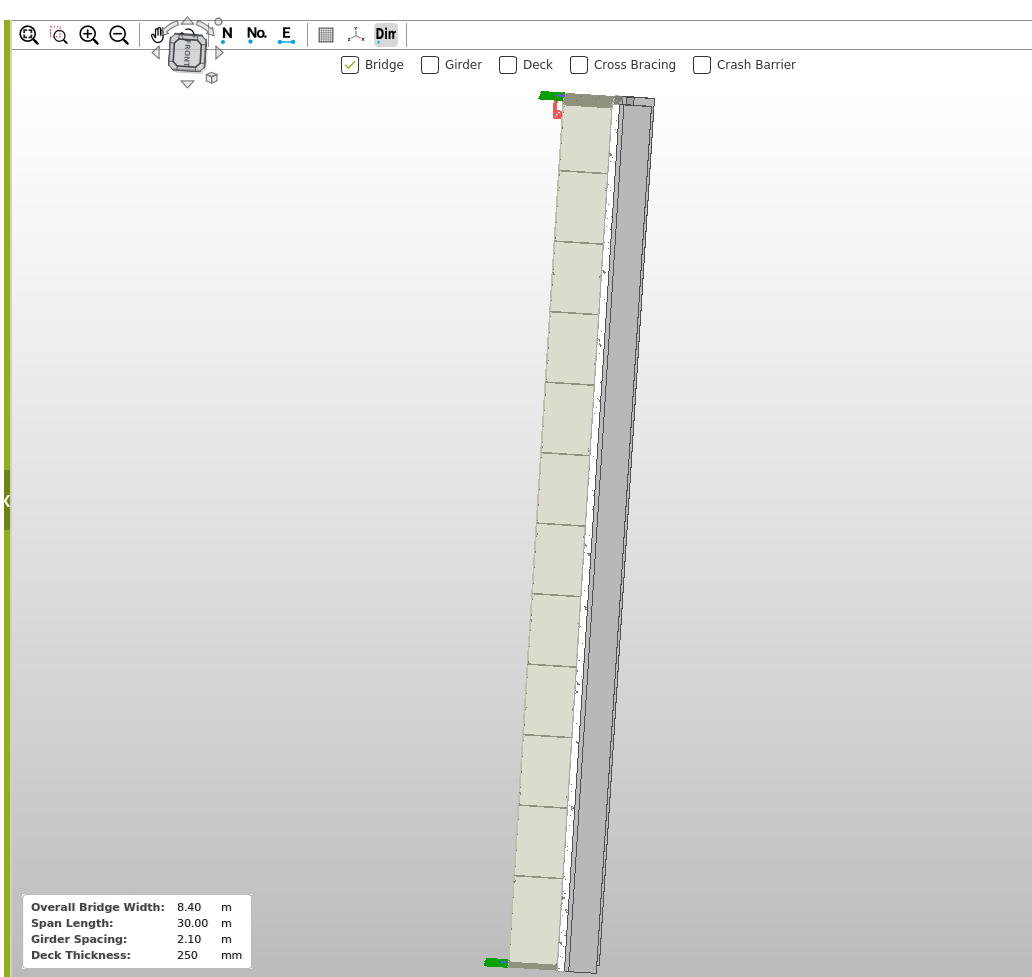 N No. E Dim
FRONT
Bridge Girder Deck Cross Bracing Crash Barrier
Overall Bridge Width: 8.40 m
Span Length: 30.00 m
Girder Spacing: 2.10 m
Deck Thickness: 250 mm